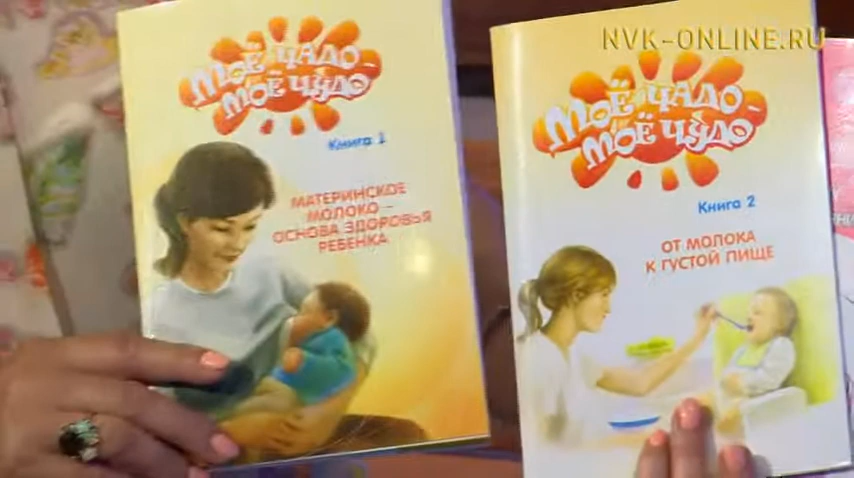 NVK-ONLINE.RU
МОЁ ЧАДО-
МОЁ ЧУДО
Книга 1
МАТЕРИНСКОЕ
МОЛОКО –
ОСНОВА ЗДОРОВЬЯ
РЕБЕНКА
МОЁ ЧАДО-
МОЁ ЧУДО
Книга 2
ОТ МОЛОКА
К ГУСТОЙ ПИЩЕ